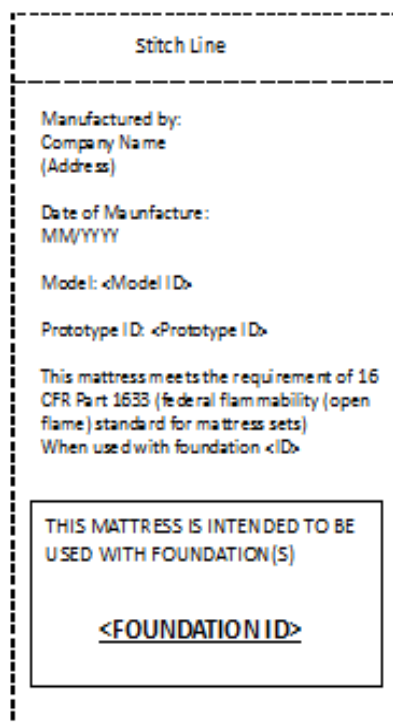 Stitch Line
Manufactured by:
Company Name
(Address)
Date of Maunfacture:
MM/YYYY
Model: <Model ID>
Prototype ID: <Prototype ID>
This mattress meets the requirement of 16
CFR Part 1633 (federal flammability (open
flame) standard for mattress sets)
When used with foundation <ID>
THIS MATTRESS IS INTENDED TO BE
USED WITH FOUNDATION(S)
<FOUNDATION ID>